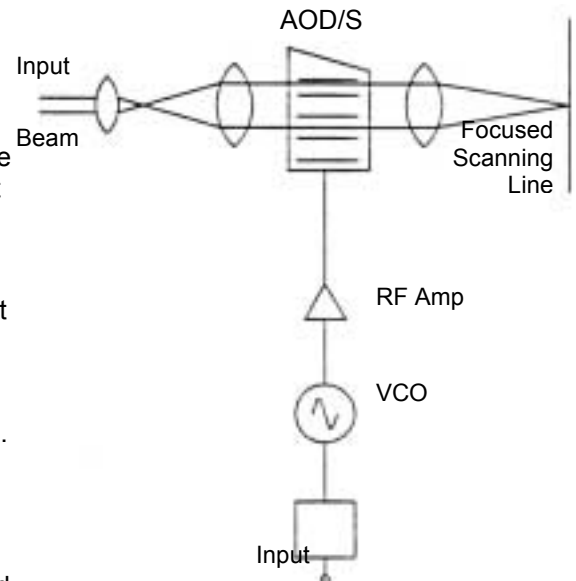 AOD/S
Input
Beam
e
Focused
Scanning
Line
t
RF Amp
VCO
.
Input